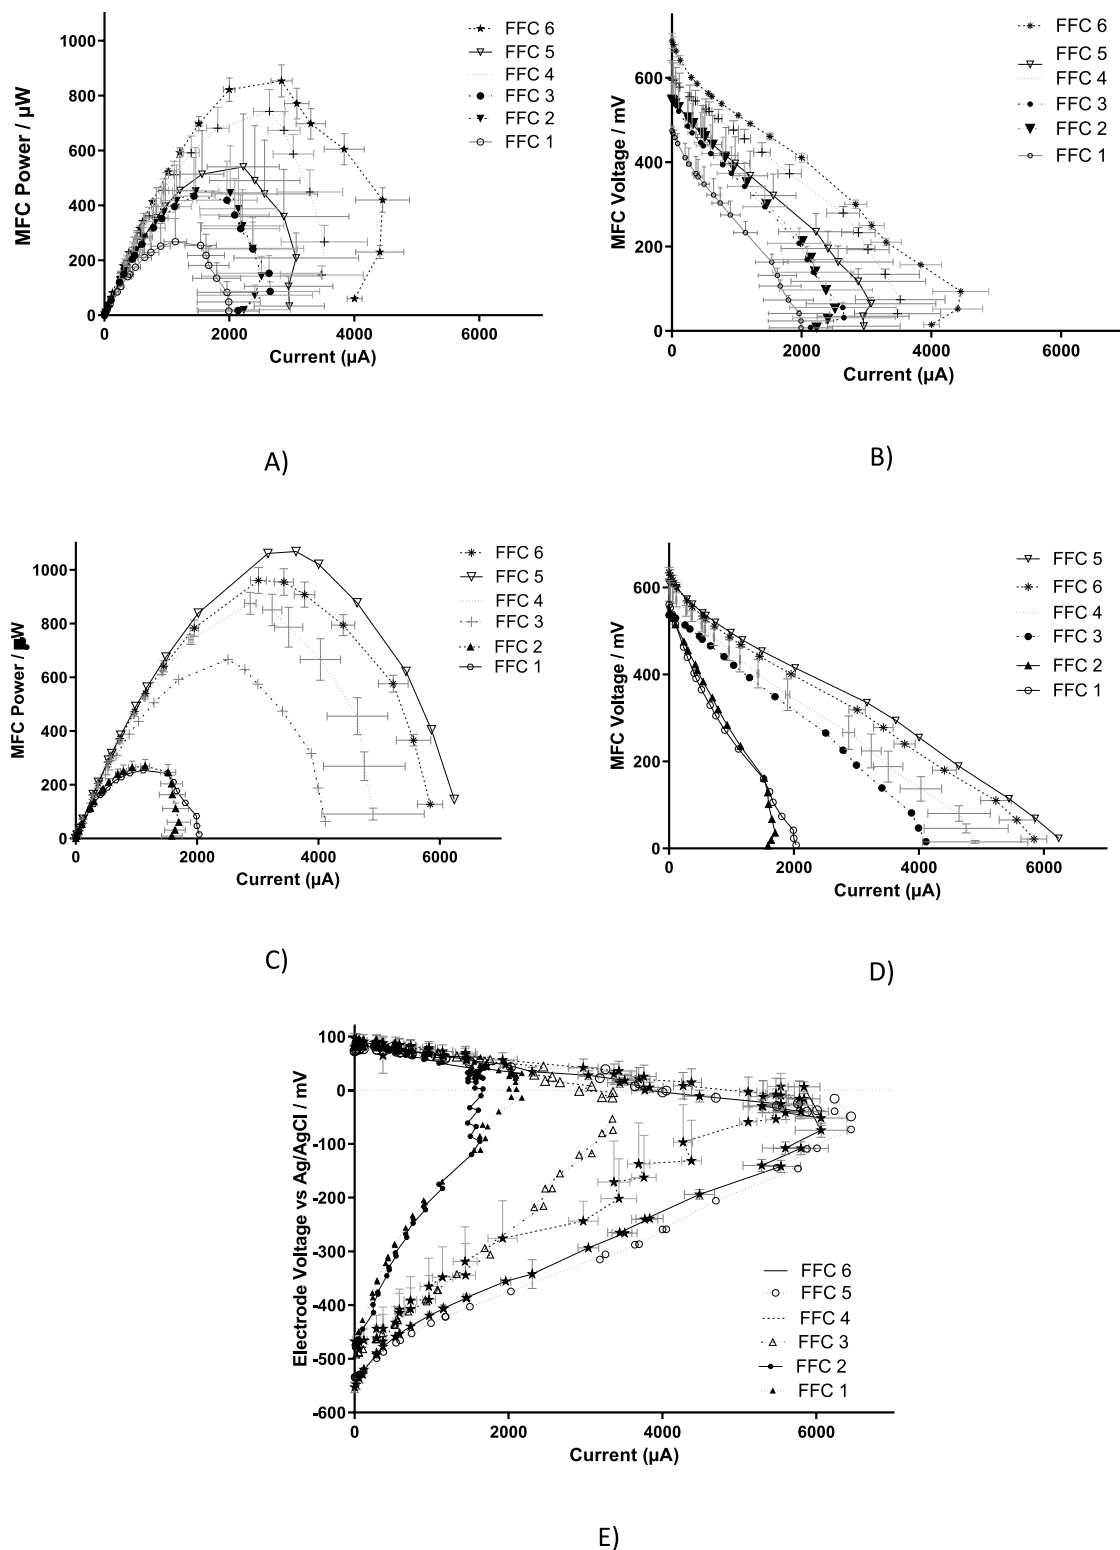 MFC Power / µW
1000
800
600
400
200
0
0
2000
4000
6000
Current (µA)
FFC 6
FFC 5
FFC 4
FFC 3
FFC 2
FFC 1
A)
MFC Voltage / mV
600
400
200
0
0
2000
4000
6000
Current (µA)
FFC 6
FFC 5
FFC 4
FFC 3
FFC 2
FFC 1
B)
MFC Power / µW
1000
800
600
400
200
0
0
2000
4000
6000
Current (µA)
FFC 6
FFC 5
FFC 4
FFC 3
FFC 2
FFC 1
C)
MFC Voltage / mV
600
400
200
0
0
2000
4000
6000
Current (µA)
FFC 5
FFC 6
FFC 4
FFC 3
FFC 2
FFC 1
D)
Electrode Voltage vs Ag/AgCl / mV
100
0
-100
-200
-300
-400
-500
-600
0
2000
4000
6000
Current (µA)
FFC 6
FFC 5
FFC 4
FFC 3
FFC 2
FFC 1
E)